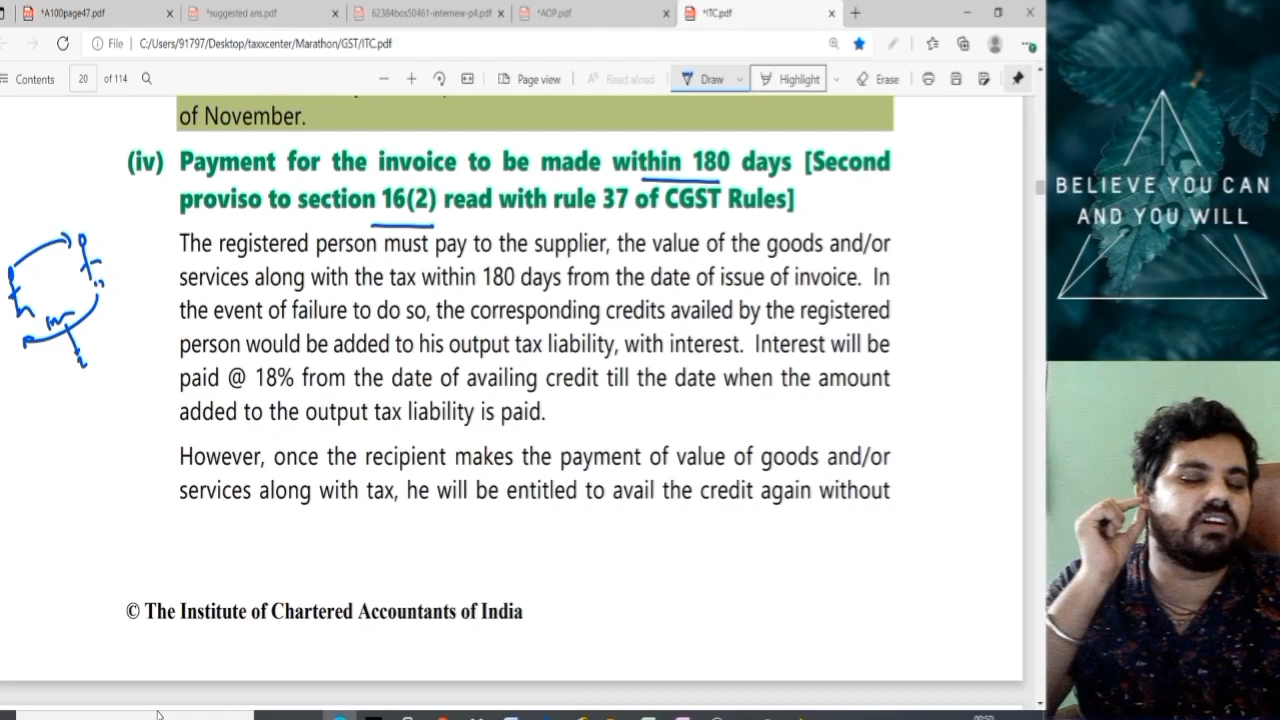 *A100page47.pdf
*suggested ans.pdf
62384bos50461-internew-p4.pdf
*AOP.pdf
*ITC.pdf
File
C:/Users/91797/Desktop/taxxcenter/Marathon/GST/ITC.pdf
Contents
20 of 114
Page view
Read aloud
Draw
Highlight
Erase
of November.
(iv) Payment for the invoice to be made within 180 days [Second
proviso to section 16(2) read with rule 37 of CGST Rules]
The registered person must pay to the supplier, the value of the goods and/or
services along with the tax within 180 days from the date of issue of invoice. In
the event of failure to do so, the corresponding credits availed by the registered
person would be added to his output tax liability, with interest. Interest will be
paid @ 18% from the date of availing credit till the date when the amount
added to the output tax liability is paid.
However, once the recipient makes the payment of value of goods and/or
services along with tax, he will be entitled to avail the credit again without
© The Institute of Chartered Accountants of India
BELIEVE YOU CAN
AND YOU WILL